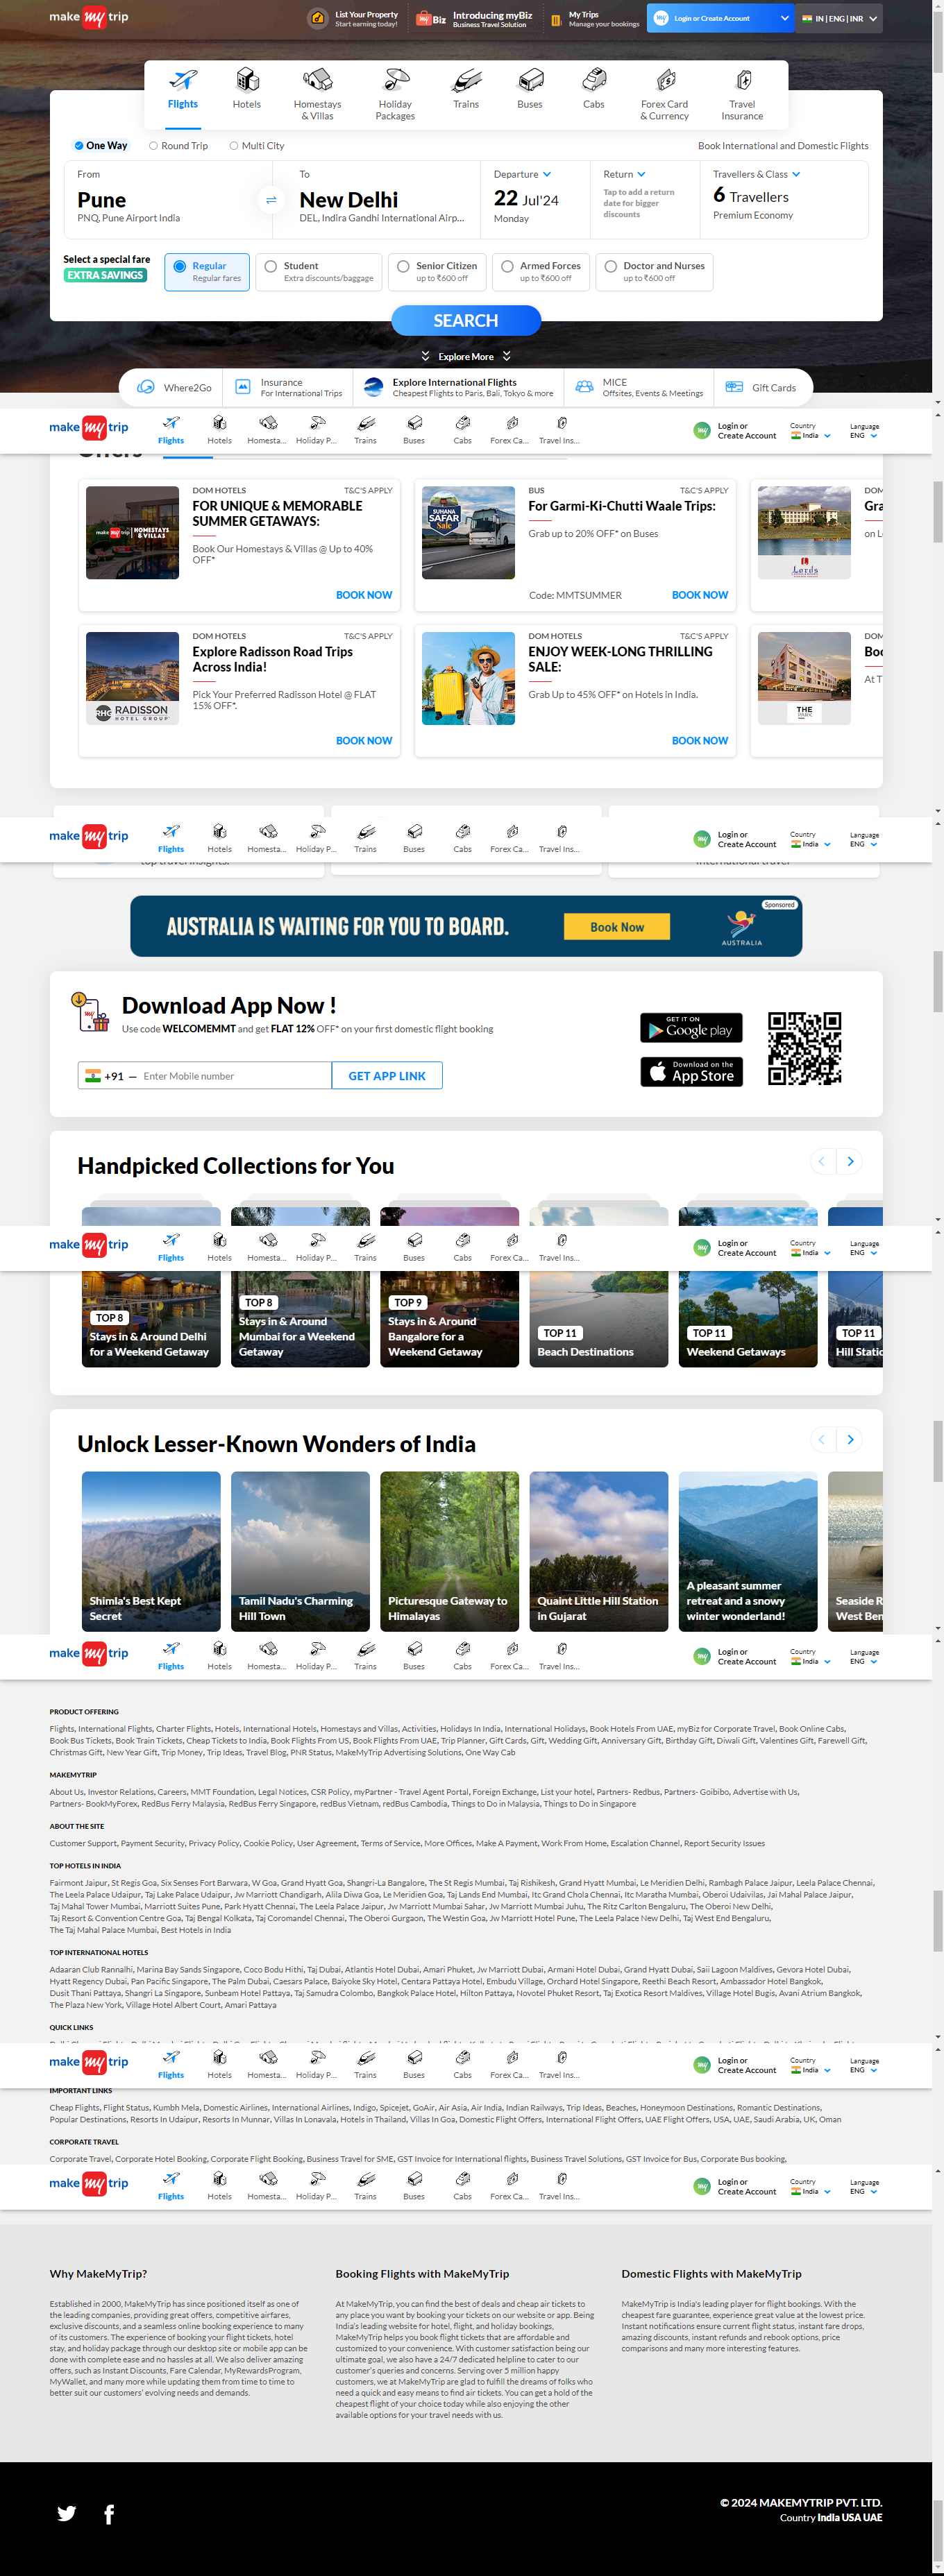 make my trip
List Your Property
Start earning today!
myBiz
Introducing myBiz
Business Travel Solution
My Trips
Manage your bookings
my
Login or Create Account
IN | ENG | INR
Flights
Hotels
Homestays
& Villas
Holiday
Packages
Trains
Buses
Cabs
Forex Card
& Currency
Travel
Insurance
One Way
Round Trip
Multi City
Book International and Domestic Flights
From
Pune
PNQ, Pune Airport India
To
New Delhi
DEL, Indira Gandhi International Airp...
Departure
22 Jul'24
Monday
Return
Tap to add a return
date for bigger
discounts
Travellers & Class
6 Travellers
Premium Economy
Select a special fare
EXTRA SAVINGS
Regular
Regular fares
Student
Extra discounts/baggage
Senior Citizen
up to ₹600 off
Armed Forces
up to ₹600 off
Doctor and Nurses
up to ₹600 off
SEARCH
Explore More
Where2Go
Insurance
For International Trips
Explore International Flights
Cheapest Flights to Paris, Bali, Tokyo & more
MICE
Offsites, Events & Meetings
Gift Cards
make my trip
Flights
Hotels
Homesta...
Holiday P...
Trains
Buses
Cabs
Forex Ca...
Travel Ins...
my
Login or
Create Account
Country
India
Language
ENG
Offers
make my trip HOMESTAYS & VILLAS
DOM HOTELS
T&C'S APPLY
FOR UNIQUE & MEMORABLE
SUMMER GETAWAYS:
Book Our Homestays & Villas @ Up to 40%
OFF*
BOOK NOW
SUHANA
SAFAR
Sale
BUS
T&C'S APPLY
For Garmi-Ki-Chutti Waale Trips:
Grab up to 20% OFF* on Buses
Code: MMTSUMMER
BOOK NOW
Lords
DOM
Gra
on L
RHG RADISSON
HOTEL GROUP
DOM HOTELS
T&C'S APPLY
Explore Radisson Road Trips
Across India!
Pick Your Preferred Radisson Hotel @ FLAT
15% OFF*.
BOOK NOW
DOM HOTELS
T&C'S APPLY
ENJOY WEEK-LONG THRILLING
SALE:
Grab Up to 45% OFF* on Hotels in India.
BOOK NOW
THE
PARK
DOM
Boo
At T
make my trip
Flights
Hotels
Homesta...
Holiday P...
Trains
Buses
Cabs
Forex Ca...
Travel Ins...
my
Login or
Create Account
Country
India
Language
ENG
top travel insights.
international travel
AUSTRALIA IS WAITING FOR YOU TO BOARD.
Book Now
Sponsored
AUSTRALIA
Download App Now !
Use code WELCOMEMMT and get FLAT 12% OFF* on your first domestic flight booking
+91 — Enter Mobile number
GET APP LINK
GET IT ON
Google play
Download on the
App Store
Handpicked Collections for You
make my trip
Flights
Hotels
Homesta...
Holiday P...
Trains
Buses
Cabs
Forex Ca...
Travel Ins...
my
Login or
Create Account
Country
India
Language
ENG
TOP 8
Stays in & Around Delhi
for a Weekend Getaway
TOP 8
Stays in & Around
Mumbai for a Weekend
Getaway
TOP 9
Stays in & Around
Bangalore for a
Weekend Getaway
TOP 11
Beach Destinations
TOP 11
Weekend Getaways
TOP 11
Hill Static
Unlock Lesser-Known Wonders of India
Shimla's Best Kept
Secret
Tamil Nadu's Charming
Hill Town
Picturesque Gateway to
Himalayas
Quaint Little Hill Station
in Gujarat
A pleasant summer
retreat and a snowy
winter wonderland!
Seaside R
West Ben
make my trip
Flights
Hotels
Homesta...
Holiday P...
Trains
Buses
Cabs
Forex Ca...
Travel Ins...
my
Login or
Create Account
Country
India
Language
ENG
PRODUCT OFFERING
Flights, International Flights, Charter Flights, Hotels, International Hotels, Homestays and Villas, Activities, Holidays In India, International Holidays, Book Hotels From UAE, myBiz for Corporate Travel, Book Online Cabs,
Book Bus Tickets, Book Train Tickets, Cheap Tickets to India, Book Flights From US, Book Flights From UAE, Trip Planner, Gift Cards, Gift, Wedding Gift, Anniversary Gift, Birthday Gift, Diwali Gift, Valentines Gift, Farewell Gift,
Christmas Gift, New Year Gift, Trip Money, Trip Ideas, Travel Blog, PNR Status, MakeMyTrip Advertising Solutions, One Way Cab
MAKEMYTRIP
About Us, Investor Relations, Careers, MMT Foundation, Legal Notices, CSR Policy, myPartner - Travel Agent Portal, Foreign Exchange, List your hotel, Partners- Redbus, Partners- Goibibo, Advertise with Us,
Partners- BookMyForex, RedBus Ferry Malaysia, RedBus Ferry Singapore, redBus Vietnam, redBus Cambodia, Things to Do in Malaysia, Things to Do in Singapore
ABOUT THE SITE
Customer Support, Payment Security, Privacy Policy, Cookie Policy, User Agreement, Terms of Service, More Offices, Make A Payment, Work From Home, Escalation Channel, Report Security Issues
TOP HOTELS IN INDIA
Fairmont Jaipur, St Regis Goa, Six Senses Fort Barwara, W Goa, Grand Hyatt Goa, Shangri-La Bangalore, The St Regis Mumbai, Taj Rishikesh, Grand Hyatt Mumbai, Le Meridien Delhi, Rambagh Palace Jaipur, Leela Palace Chennai,
The Leela Palace Udaipur, Taj Lake Palace Udaipur, Jw Marriott Chandigarh, Alila Diwa Goa, Le Meridien Goa, Taj Lands End Mumbai, Itc Grand Chola Chennai, Itc Maratha Mumbai, Oberoi Udaivilas, Jai Mahal Palace Jaipur,
Taj Mahal Tower Mumbai, Marriott Suites Pune, Park Hyatt Chennai, The Leela Palace Jaipur, Jw Marriott Mumbai Sahar, Jw Marriott Mumbai Juhu, The Ritz Carlton Bengaluru, The Oberoi New Delhi,
Taj Resort & Convention Centre Goa, Taj Bengal Kolkata, Taj Coromandel Chennai, The Oberoi Gurgaon, The Westin Goa, Jw Marriott Hotel Pune, The Leela Palace New Delhi, Taj West End Bengaluru,
The Taj Mahal Palace Mumbai, Best Hotels in India
TOP INTERNATIONAL HOTELS
Adaaran Club Rannalhi, Marina Bay Sands Singapore, Coco Bodu Hithi, Taj Dubai, Atlantis Hotel Dubai, Amari Phuket, Jw Marriott Dubai, Armani Hotel Dubai, Grand Hyatt Dubai, Saii Lagoon Maldives, Gevora Hotel Dubai,
Hyatt Regency Dubai, Pan Pacific Singapore, The Palm Dubai, Caesars Palace, Baiyoke Sky Hotel, Centara Pattaya Hotel, Embudu Village, Orchard Hotel Singapore, Reethi Beach Resort, Ambassador Hotel Bangkok,
Dusit Thani Pattaya, Shangri La Singapore, Sunbeam Hotel Pattaya, Taj Samudra Colombo, Bangkok Palace Hotel, Hilton Pattaya, Novotel Phuket Resort, Taj Exotica Resort Maldives, Village Hotel Bugis, Avani Atrium Bangkok,
The Plaza New York, Village Hotel Albert Court, Amari Pattaya
QUICK LINKS
make my trip
Flights
Hotels
Homesta...
Holiday P...
Trains
Buses
Cabs
Forex Ca...
Travel Ins...
my
Login or
Create Account
Country
India
Language
ENG
IMPORTANT LINKS
Cheap Flights, Flight Status, Kumbh Mela, Domestic Airlines, International Airlines, Indigo, Spicejet, GoAir, Air Asia, Air India, Indian Railways, Trip Ideas, Beaches, Honeymoon Destinations, Romantic Destinations,
Popular Destinations, Resorts In Udaipur, Resorts In Munnar, Villas In Lonavala, Hotels in Thailand, Villas In Goa, Domestic Flight Offers, International Flight Offers, UAE Flight Offers, USA, UAE, Saudi Arabia, UK, Oman
CORPORATE TRAVEL
Corporate Travel, Corporate Hotel Booking, Corporate Flight Booking, Business Travel for SME, GST Invoice for International flights, Business Travel Solutions, GST Invoice for Bus, Corporate Bus booking,
make my trip
Flights
Hotels
Homesta...
Holiday P...
Trains
Buses
Cabs
Forex Ca...
Travel Ins...
my
Login or
Create Account
Country
India
Language
ENG
Why MakeMyTrip?
Established in 2000, MakeMyTrip has since positioned itself as one of
the leading companies, providing great offers, competitive airfares,
exclusive discounts, and a seamless online booking experience to many
of its customers. The experience of booking your flight tickets, hotel
stay, and holiday package through our desktop site or mobile app can be
done with complete ease and no hassles at all. We also deliver amazing
offers, such as Instant Discounts, Fare Calendar, MyRewardsProgram,
MyWallet, and many more while updating them from time to time to
better suit our customers' evolving needs and demands.
Booking Flights with MakeMyTrip
At MakeMyTrip, you can find the best of deals and cheap air tickets to
any place you want by booking your tickets on our website or app. Being
India's leading website for hotel, flight, and holiday bookings,
MakeMyTrip helps you book flight tickets that are affordable and
customized to your convenience. With customer satisfaction being our
ultimate goal, we also have a 24/7 dedicated helpline to cater to our
customer's queries and concerns. Serving over 5 million happy
customers, we at MakeMyTrip are glad to fulfill the dreams of folks who
need a quick and easy means to find air tickets. You can get a hold of the
cheapest flight of your choice today while also enjoying the other
available options for your travel needs with us.
Domestic Flights with MakeMyTrip
MakeMyTrip is India's leading player for flight bookings. With the
cheapest fare guarantee, experience great value at the lowest price.
Instant notifications ensure current flight status, instant fare drops,
amazing discounts, instant refunds and rebook options, price
comparisons and many more interesting features.
© 2024 MAKEMYTRIP PVT. LTD.
Country India USA UAE